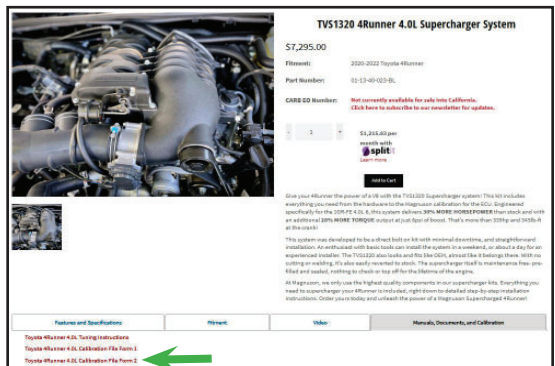 TVS1320 4Runner 4.0L Supercharger System
$7,295.00
Fitment: 2020-2022 Toyota 4Runner
Part Number: 01-13-40-023-BL
CARB EO Number: Not currently available for sale into California.
Click here to subscribe to our newsletter for updates.
$1,215.83 per
month with
splitit
Learn more
Add to Cart
Give your 4Runner the power of a V8 with the TVS1320 Supercharger system! This kit includes
everything you need from the hardware to the Magnuson calibration for the ECU. Engineered
specifically for the 1GR-FE 4.0L 6, this system delivers 30% MORE HORSEPOWER than stock and with
an additional 20% MORE TORQUE output at just 6psi of boost. That's more than 335hp and 345lb-ft
at the crank!
This system was developed to be a direct bolt on kit with minimal downtime, and straightforward
installation. An enthusiast with basic tools can install the system in a weekend, or about a day for an
experienced installer. The TVS1320 also looks and fits like OEM, almost like it belongs there. With no
cutting or welding, it's also easily reverted to stock. The supercharger itself is maintenance free: pre-
filled and sealed, nothing to check or top off for the lifetime of the engine.
At Magnuson, we only use the highest quality components in our supercharger kits. Everything you
need to supercharge your 4Runner is included, right down to detailed step-by-step installation
instructions. Order yours today and unleash the power of a Magnuson Supercharged 4Runner!
Features and Specifications Fitment Video Manuals, Documents, and Calibration
Toyota 4Runner 4.0L Tuning Instructions
Toyota 4Runner 4.0L Calibration File Form 1
Toyota 4Runner 4.0L Calibration File Form 2